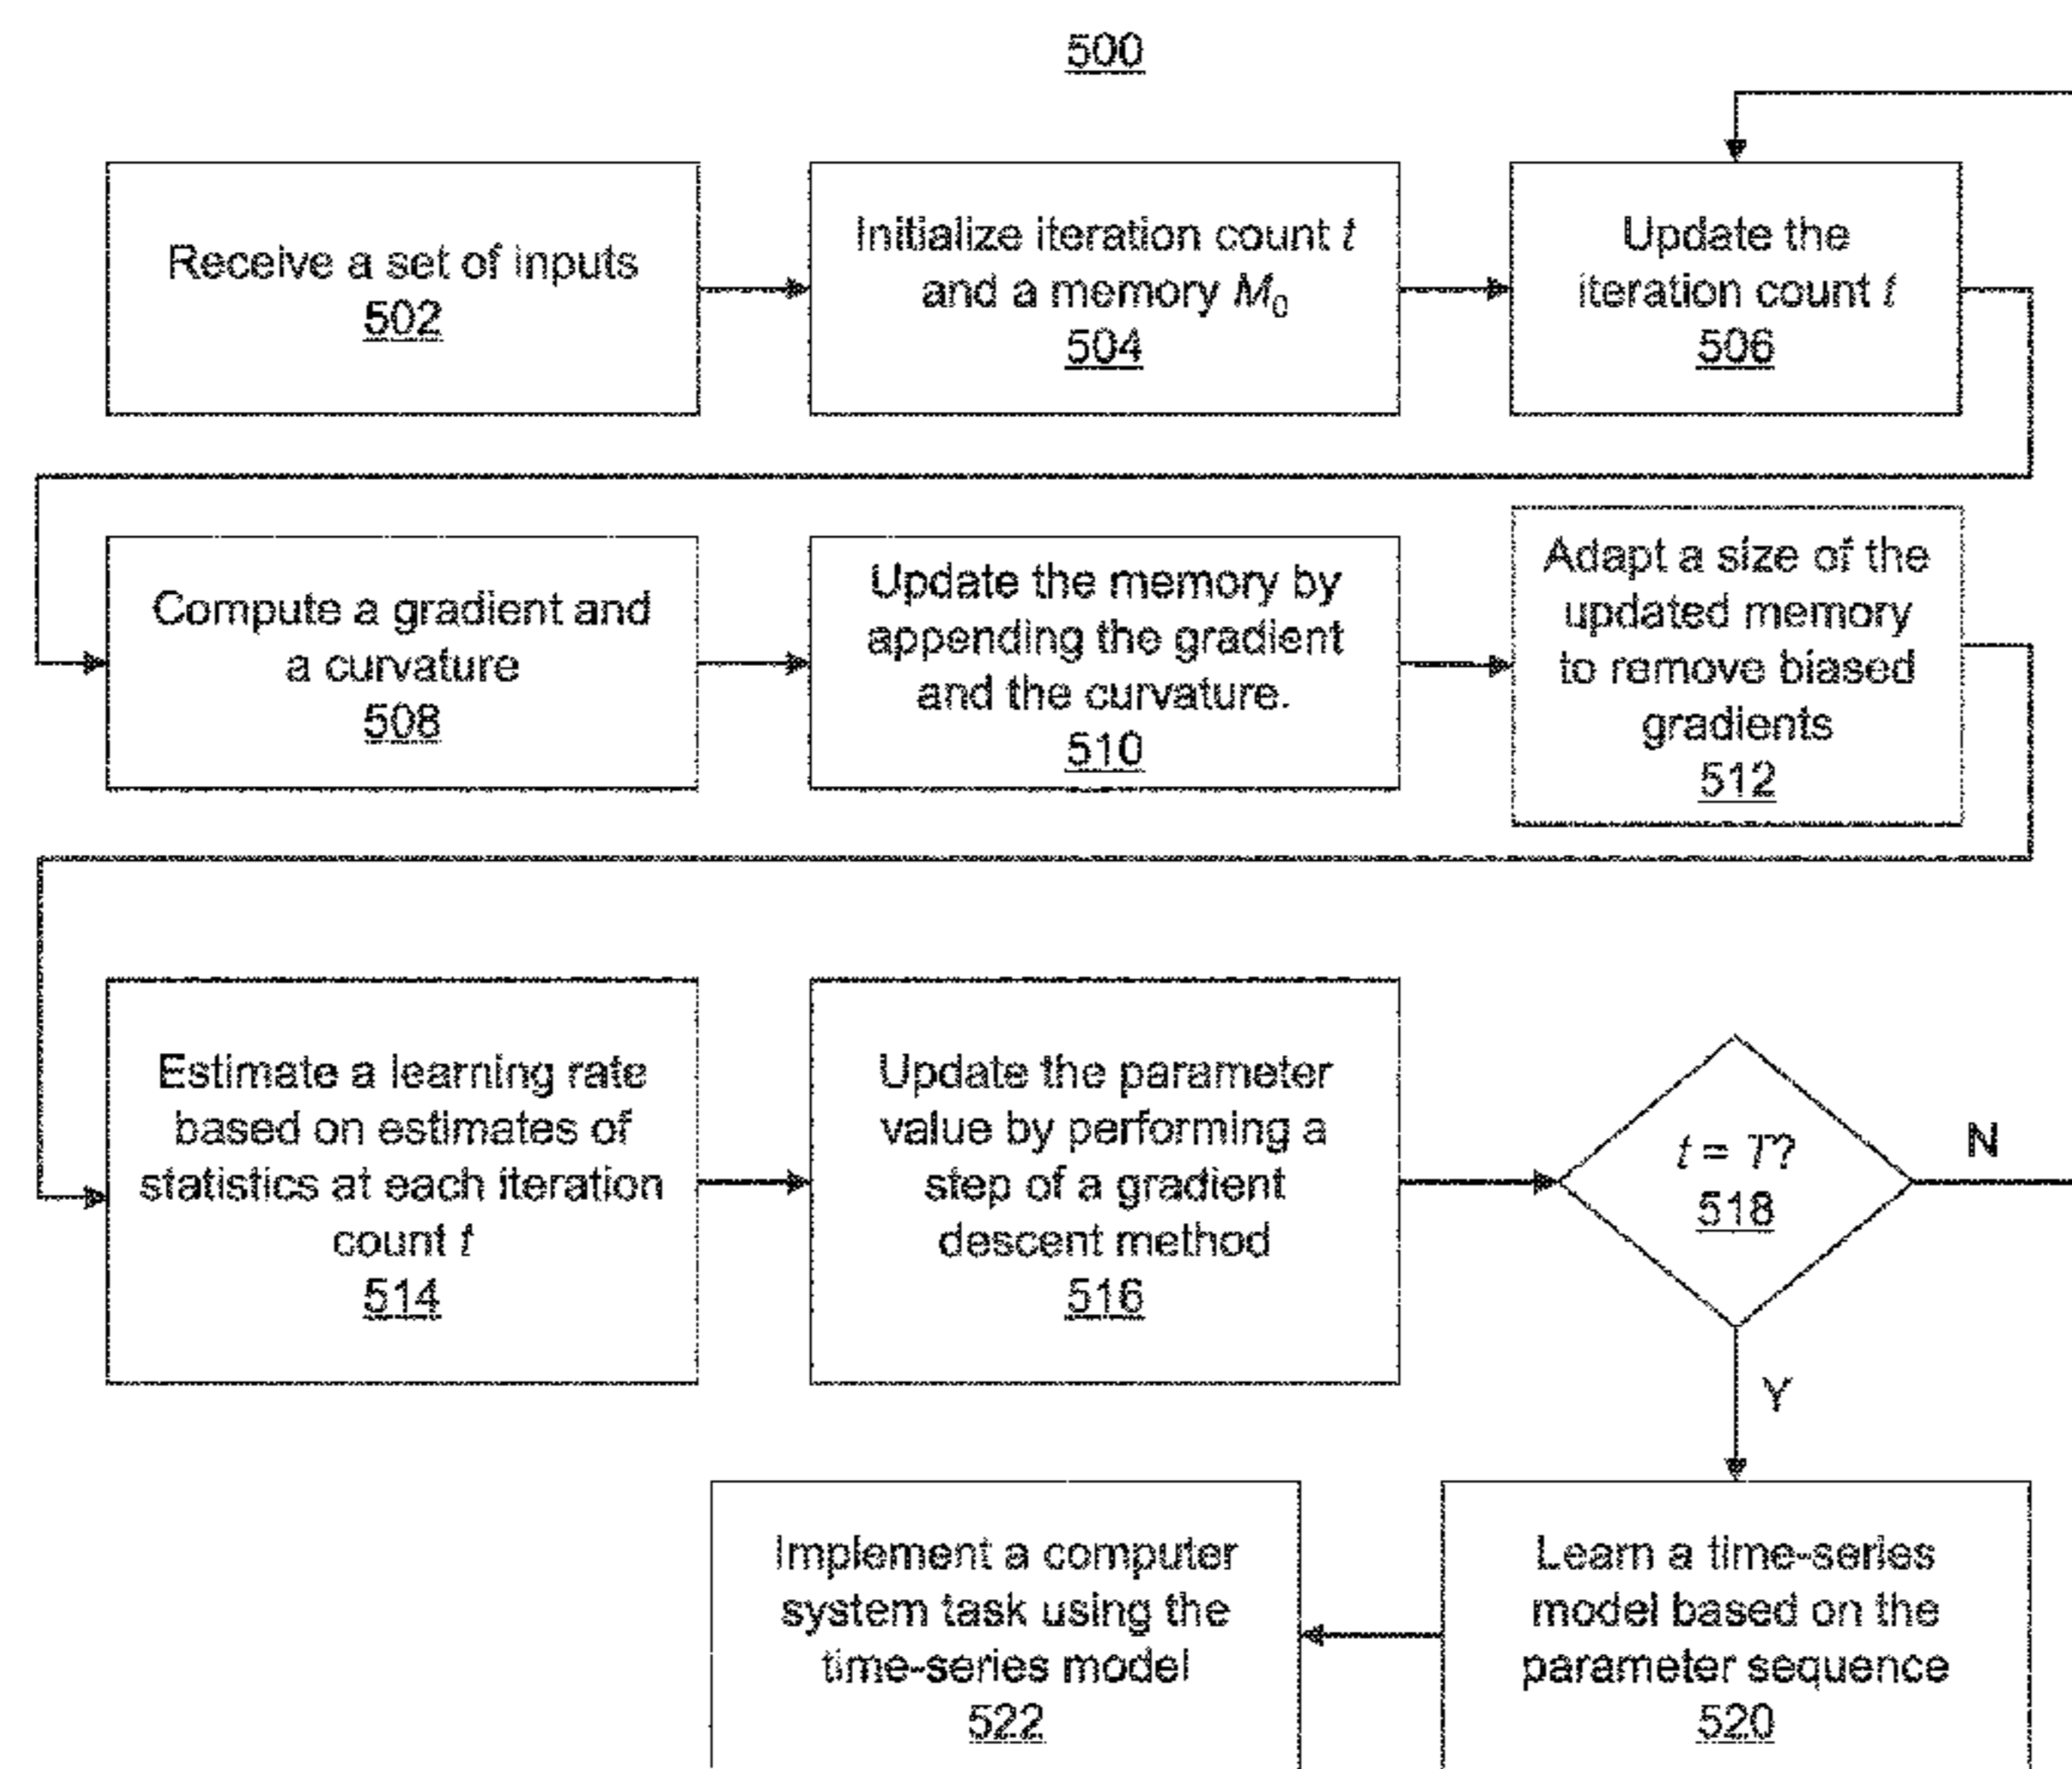 500
Receive a set of inputs
502
Initialize iteration count t
and a memory M₀
504
Update the
iteration count t
506
Compute a gradient and
a curvature
508
Update the memory by
appending the gradient
and the curvature.
510
Adapt a size of the
updated memory
to remove biased
gradients
512
Estimate a learning rate
based on estimates of
statistics at each iteration
count t
514
Update the parameter
value by performing a
step of a gradient
descent method
516
t = T?
518
N
Y
Implement a computer
system task using the
time-series model
522
Learn a time-series
model based on the
parameter sequence
520